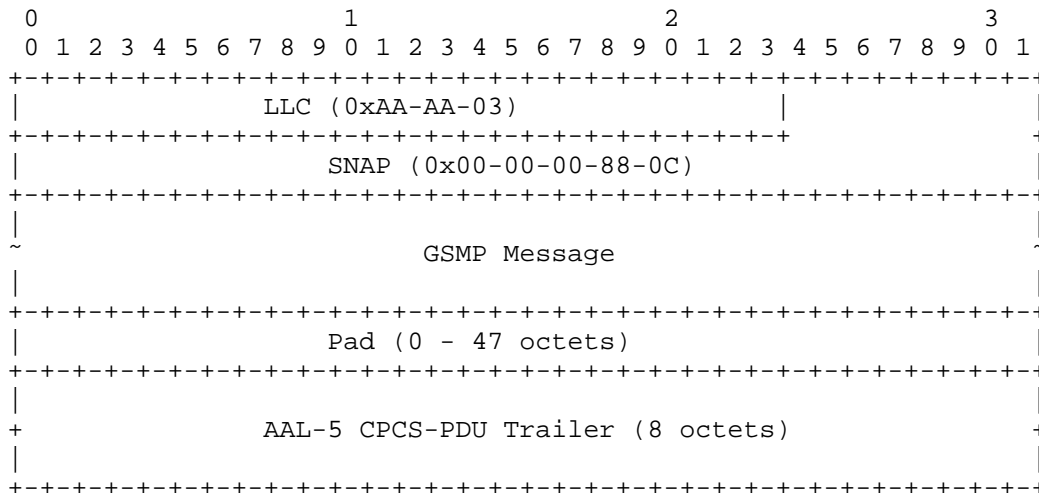 0                   1                   2                   3
 0 1 2 3 4 5 6 7 8 9 0 1 2 3 4 5 6 7 8 9 0 1 2 3 4 5 6 7 8 9 0 1
+-+-+-+-+-+-+-+-+-+-+-+-+-+-+-+-+-+-+-+-+-+-+-+-+-+-+-+-+-+-+-+-+
|               LLC (0xAA-AA-03)                |               |
+-+-+-+-+-+-+-+-+-+-+-+-+-+-+-+-+-+-+-+-+-+-+-+-+               +
|                   SNAP (0x00-00-00-88-0C)                     |
+-+-+-+-+-+-+-+-+-+-+-+-+-+-+-+-+-+-+-+-+-+-+-+-+-+-+-+-+-+-+-+-+
|                                                               |
~                         GSMP Message                          ~
|                                                               |
+-+-+-+-+-+-+-+-+-+-+-+-+-+-+-+-+-+-+-+-+-+-+-+-+-+-+-+-+-+-+-+-+
|                   Pad (0 - 47 octets)                         |
+-+-+-+-+-+-+-+-+-+-+-+-+-+-+-+-+-+-+-+-+-+-+-+-+-+-+-+-+-+-+-+-+
|                                                               |
+               AAL-5 CPCS-PDU Trailer (8 octets)               +
|                                                               |
+-+-+-+-+-+-+-+-+-+-+-+-+-+-+-+-+-+-+-+-+-+-+-+-+-+-+-+-+-+-+-+-+